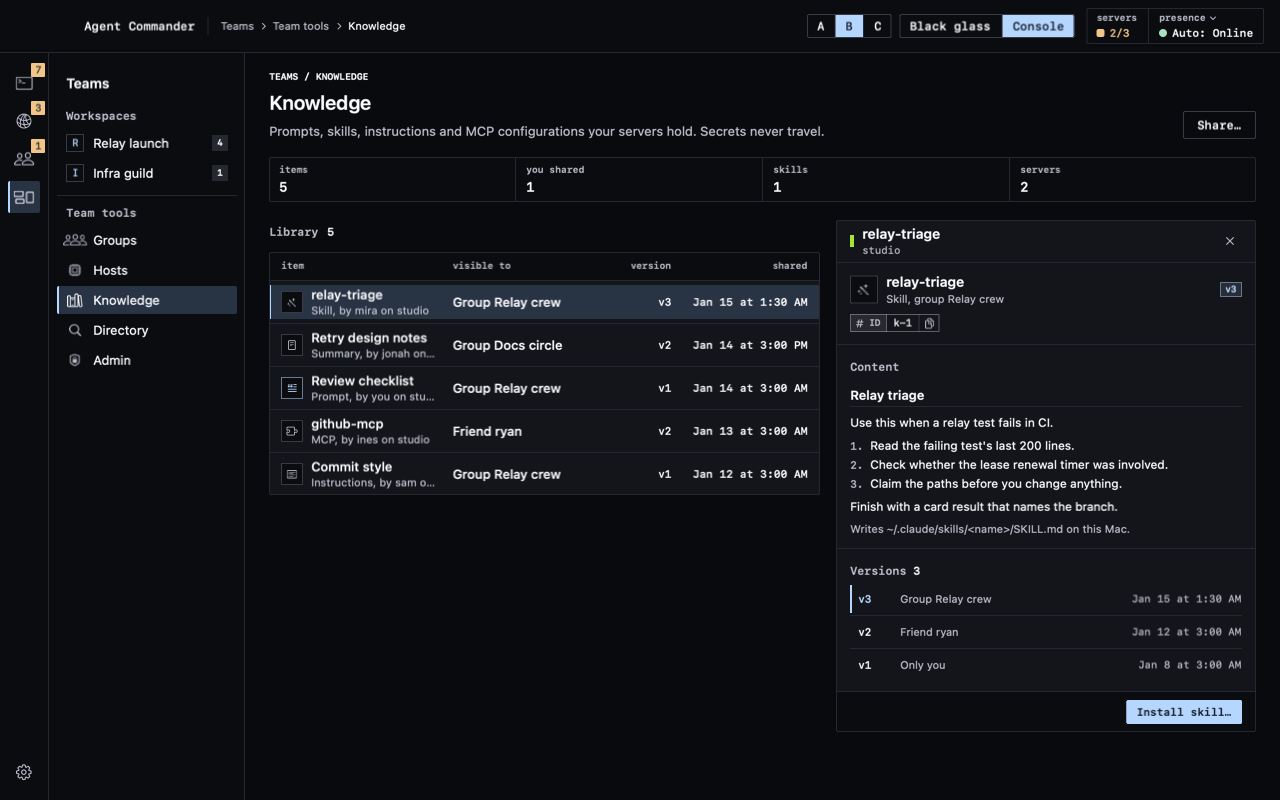 Agent Commander
Teams > Team tools > Knowledge
A B C
Black glass Console
servers
2/3
presence
Auto: Online
7
3
1
Teams
Workspaces
R Relay launch 4
I Infra guild 1
Team tools
Groups
Hosts
Knowledge
Directory
Admin
TEAMS / KNOWLEDGE
Knowledge
Prompts, skills, instructions and MCP configurations your servers hold. Secrets never travel.
Share…
items
5
you shared
1
skills
1
servers
2
Library 5
item visible to version shared
relay-triage
Skill, by mira on studio
Group Relay crew v3 Jan 15 at 1:30 AM
Retry design notes
Summary, by jonah on…
Group Docs circle v2 Jan 14 at 3:00 PM
Review checklist
Prompt, by you on stu…
Group Relay crew v1 Jan 14 at 3:00 AM
github-mcp
MCP, by ines on studio
Friend ryan v2 Jan 13 at 3:00 AM
Commit style
Instructions, by sam o…
Group Relay crew v1 Jan 12 at 3:00 AM
relay-triage
studio
relay-triage
Skill, group Relay crew
v3
# ID k-1
Content
Relay triage
Use this when a relay test fails in CI.
1. Read the failing test's last 200 lines.
2. Check whether the lease renewal timer was involved.
3. Claim the paths before you change anything.
Finish with a card result that names the branch.
Writes ~/.claude/skills/<name>/SKILL.md on this Mac.
Versions 3
v3 Group Relay crew Jan 15 at 1:30 AM
v2 Friend ryan Jan 12 at 3:00 AM
v1 Only you Jan 8 at 3:00 AM
Install skill…